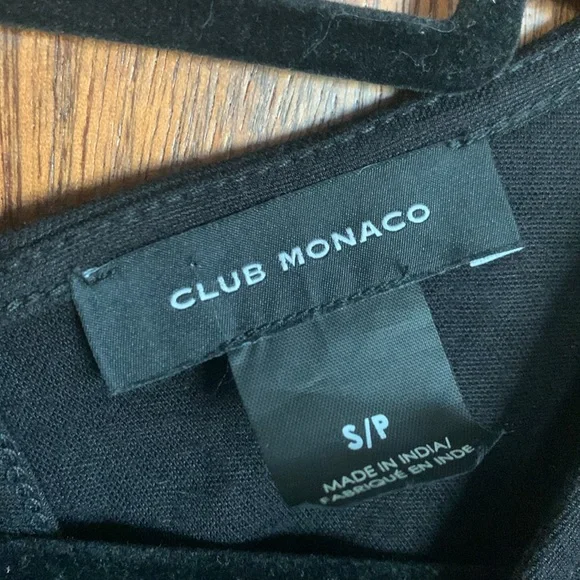 CLUB MONACO
S/P
MADE IN INDIA/
FABRIQUÉ EN INDE